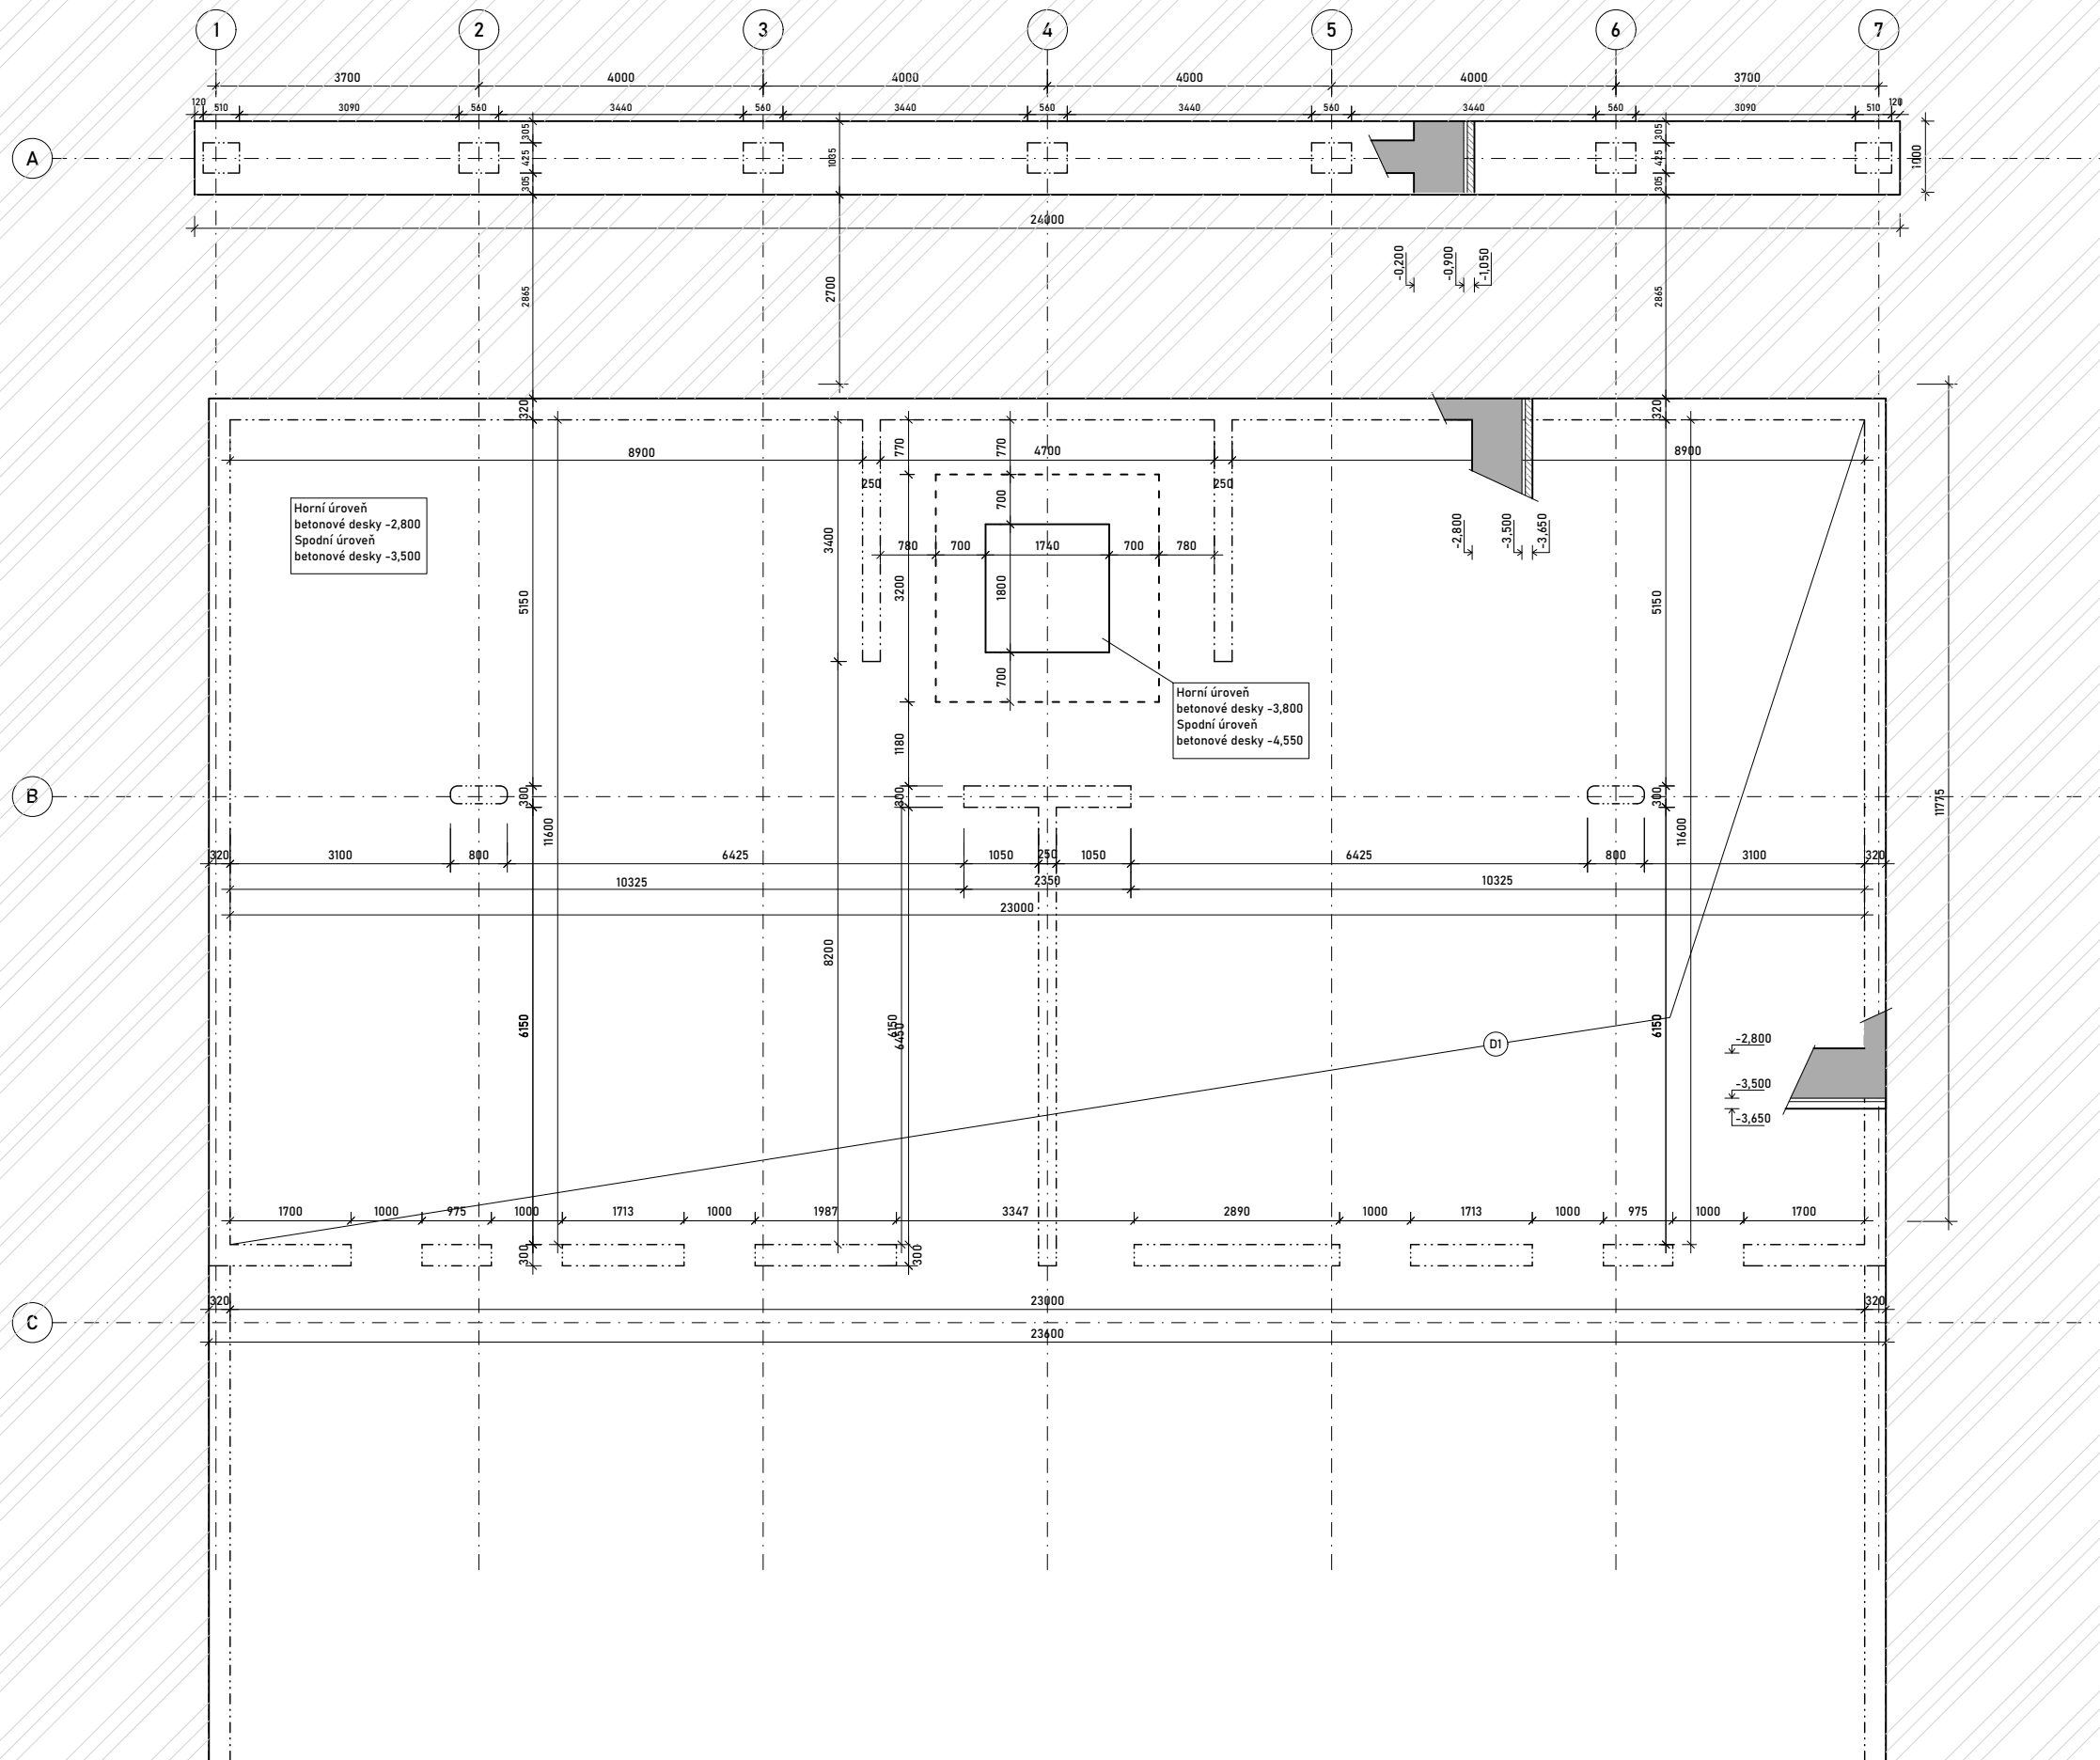 1 2 3 4 5 6 7
3700 4000 4000 4000 4000 3700
120 510 3090 560 3440 560 3440 560 3440 560 3440 560 3090 510 120
A
305 425 305
1035
305 425 305
1000
24000
2865
2700
-0,200 -0,900 -1,050
2865
320
320
8900 770 770 4700 8900
250 250
700
Horní úroveň
betonové desky -2,800
Spodní úroveň
betonové desky -3,500
-2,800 -3,500 -3,650
3400
780 700 1740 700 780
5150 3200 1800 5150
700
Horní úroveň
betonové desky -3,800
Spodní úroveň
betonové desky -4,550
1180
B
300 300 300
11775
11600 11600
320 3100 800 6425 1050 250 1050 6425 800 3100 320
10325 2350 10325
23000
8200
6150 6150 6450 6150
D1
-2,800
-3,500
-3,650
1700 1000 975 1000 1713 1000 1987 3347 2890 1000 1713 1000 975 1000 1700
300 300
320 23000 320
C
23600